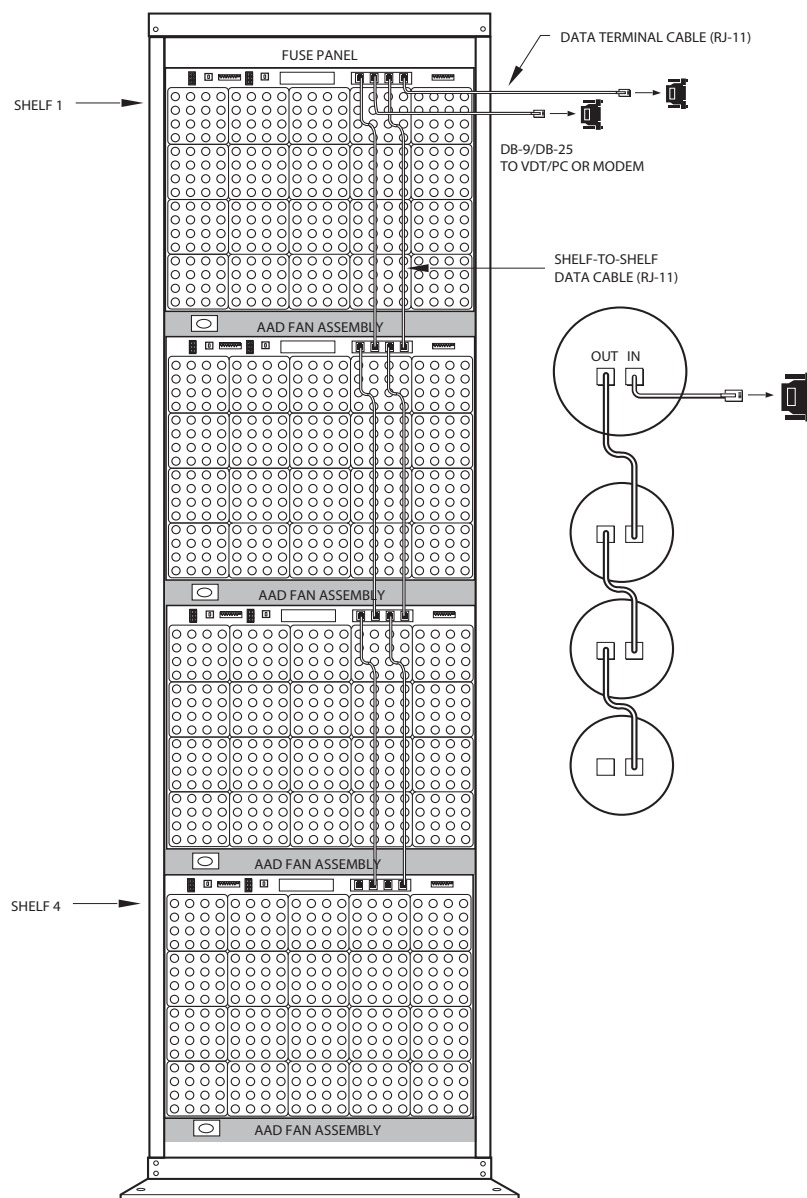 FUSE PANEL
DATA TERMINAL CABLE (RJ-11)
SHELF 1
DB-9/DB-25
TO VDT/PC OR MODEM
SHELF-TO-SHELF
DATA CABLE (RJ-11)
AAD FAN ASSEMBLY
OUT IN
AAD FAN ASSEMBLY
AAD FAN ASSEMBLY
SHELF 4
AAD FAN ASSEMBLY